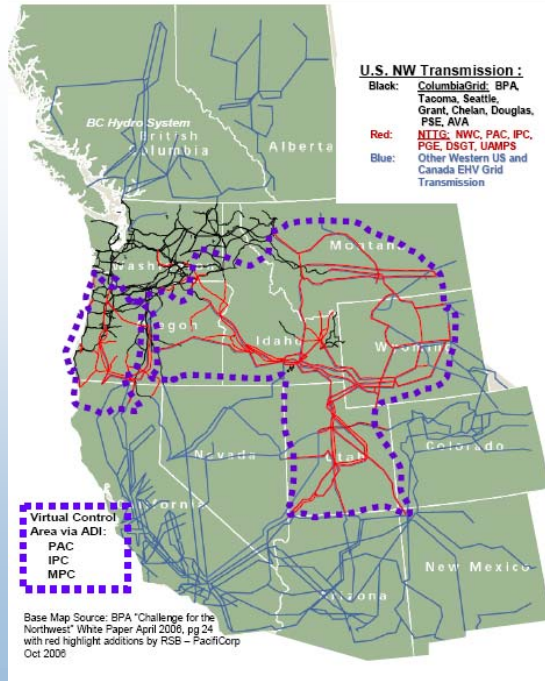 U.S. NW Transmission :
Black: ColumbiaGrid: BPA,
Tacoma, Seattle,
Grant, Chelan, Douglas,
PSE, AVA
Red: NTTG: NWC, PAC, IPC,
PGE, DSGT, UAMPS
Blue: Other Western US and
Canada EHV Grid
Transmission
BC Hydro System
British
Columbia
Alberta
Washington
Montana
Oregon
Idaho
Wyoming
Nevada
Utah
Colorado
California
Arizona
New Mexico
Virtual Control
Area via ADI:
PAC
IPC
MPC
Base Map Source: BPA "Challenge for the
Northwest" White Paper April 2006, pg 24
with red highlight additions by RSB – PacifiCorp
Oct 2006